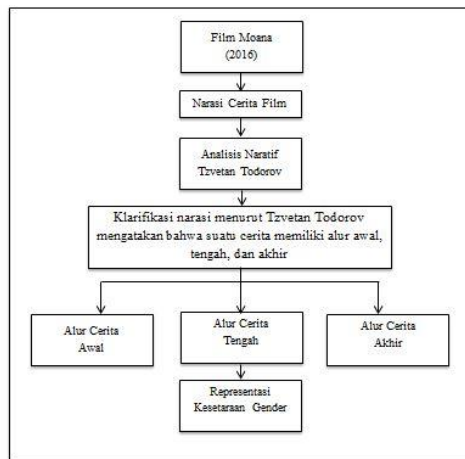 Film Moana
(2016)
Narasi Cerita Film
Analisis Naratif
Tzvetan Todorov
Klarifikasi narasi menurut Tzvetan Todorov
mengatakan bahwa suatu cerita memiliki alur awal,
tengah, dan akhir
Alur Cerita
Awal
Alur Cerita
Tengah
Alur Cerita
Akhir
Representasi
Kesetaraan Gender